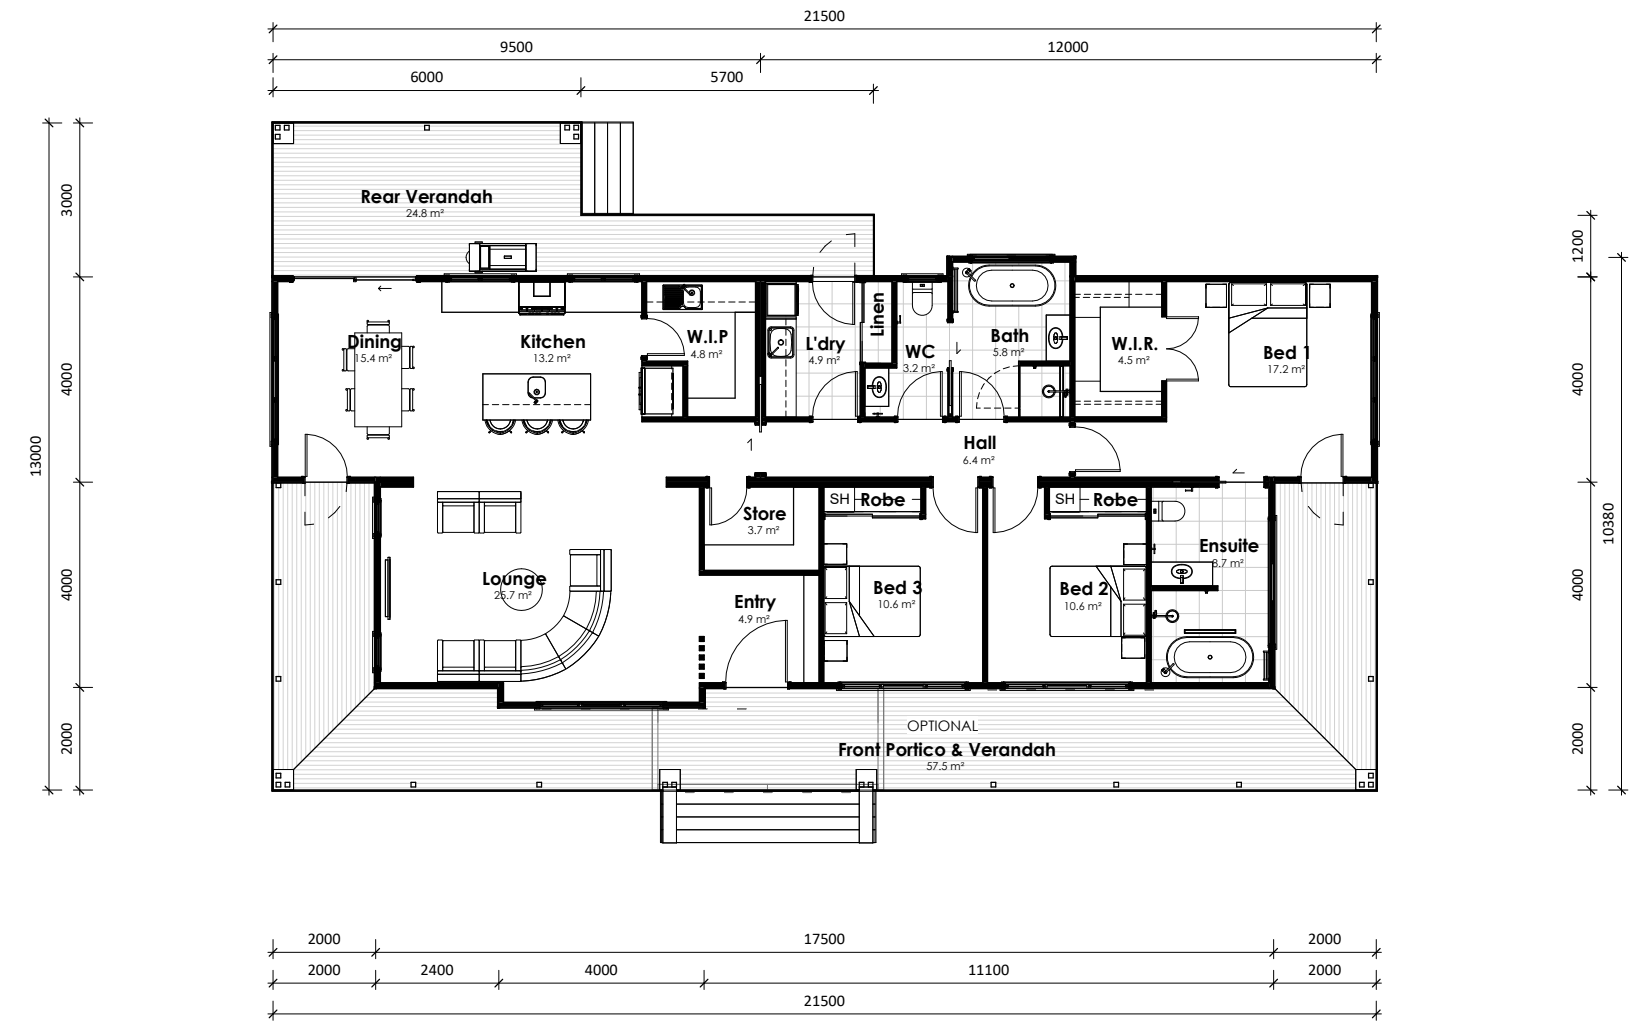 21500
9500
12000
6000
5700
13000
3000
4000
4000
2000
1200
4000
4000
2000
10380
Rear Verandah
24.8 m²
Dining
15.4 m²
Kitchen
13.2 m²
W.I.P
4.8 m²
L'dry
4.9 m²
Linen
WC
3.2 m²
Bath
5.8 m²
W.I.R.
4.5 m²
Bed 1
17.2 m²
Hall
6.4 m²
Store
3.7 m²
SH
Robe
SH
Robe
Lounge
25.7 m²
Entry
4.9 m²
Bed 3
10.6 m²
Bed 2
10.6 m²
Ensuite
8.7 m²
OPTIONAL
Front Portico & Verandah
57.5 m²
2000
17500
2000
2000
2400
4000
11100
2000
21500